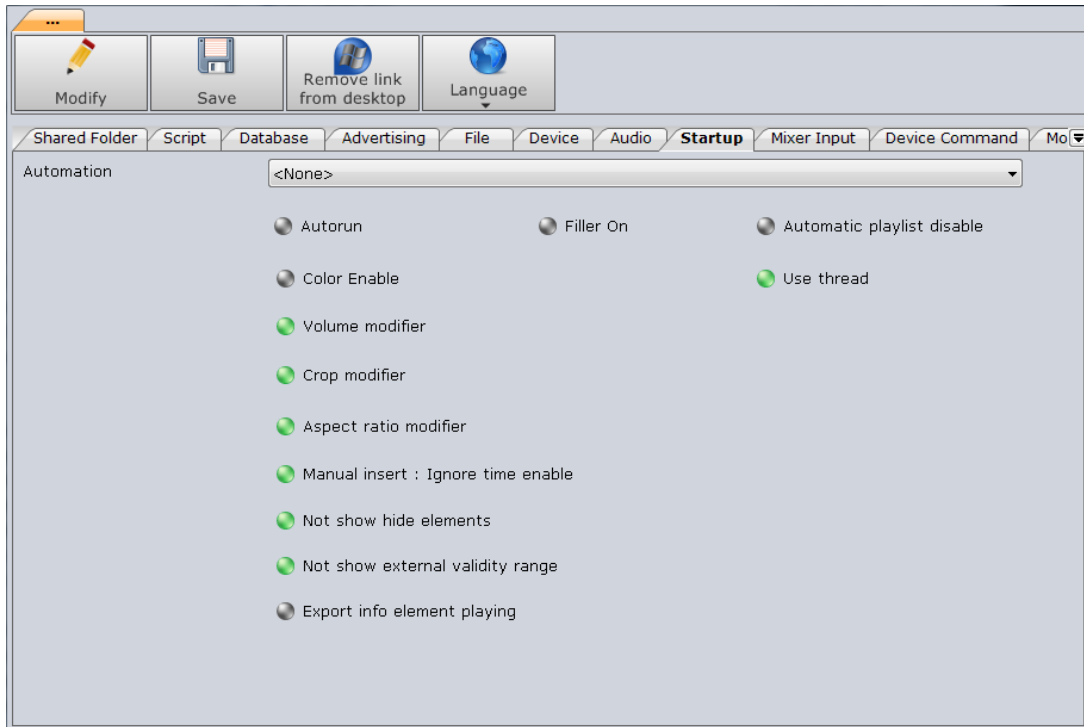 ...
Modify
Save
Remove link
from desktop
Language
Shared Folder Script Database Advertising File Device Audio Startup Mixer Input Device Command Mo
Automation
<None>
Autorun Filler On Automatic playlist disable
Color Enable Use thread
Volume modifier
Crop modifier
Aspect ratio modifier
Manual insert : Ignore time enable
Not show hide elements
Not show external validity range
Export info element playing